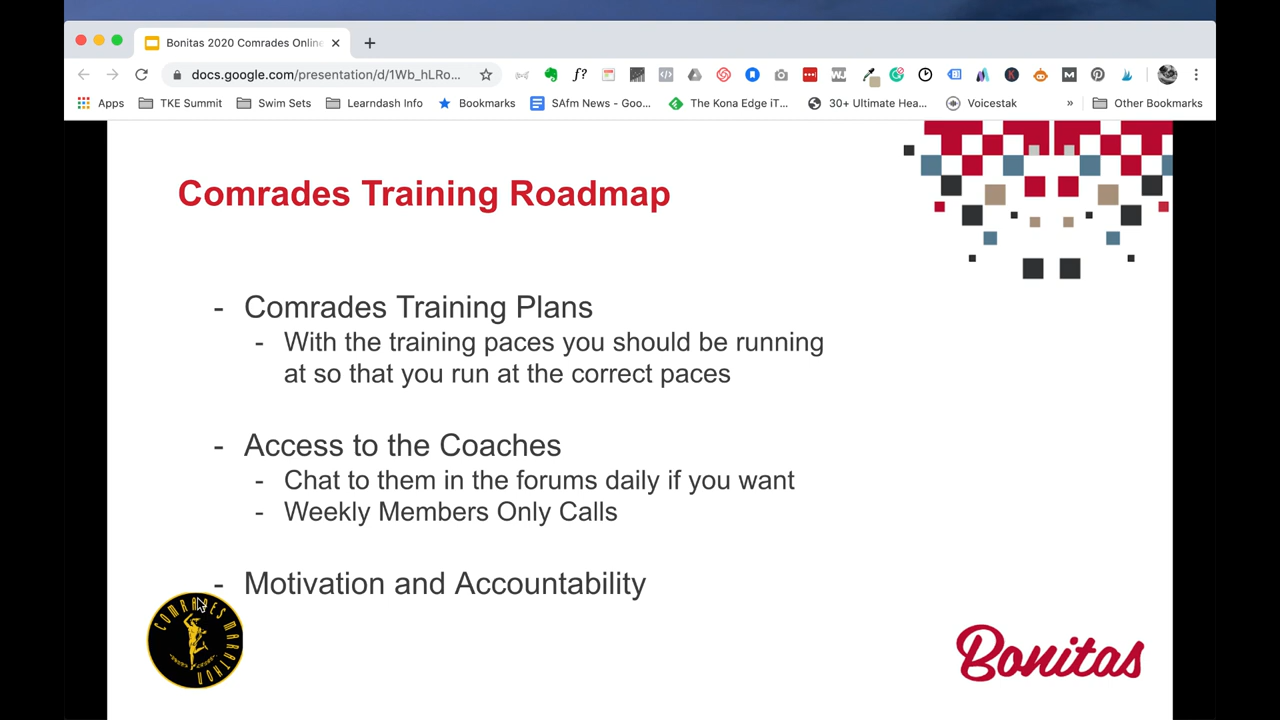 Bonitas 2020 Comrades Online
docs.google.com/presentation/d/1Wb_hLRo...
Apps
TKE Summit
Swim Sets
Learndash Info
Bookmarks
SAfm News - Goo...
The Kona Edge iT...
30+ Ultimate Hea...
Voicestak
»
Other Bookmarks
Comrades Training Roadmap
- Comrades Training Plans
- With the training paces you should be running
at so that you run at the correct paces
- Access to the Coaches
- Chat to them in the forums daily if you want
- Weekly Members Only Calls
- Motivation and Accountability
COMRADES MARATHON
Bonitas